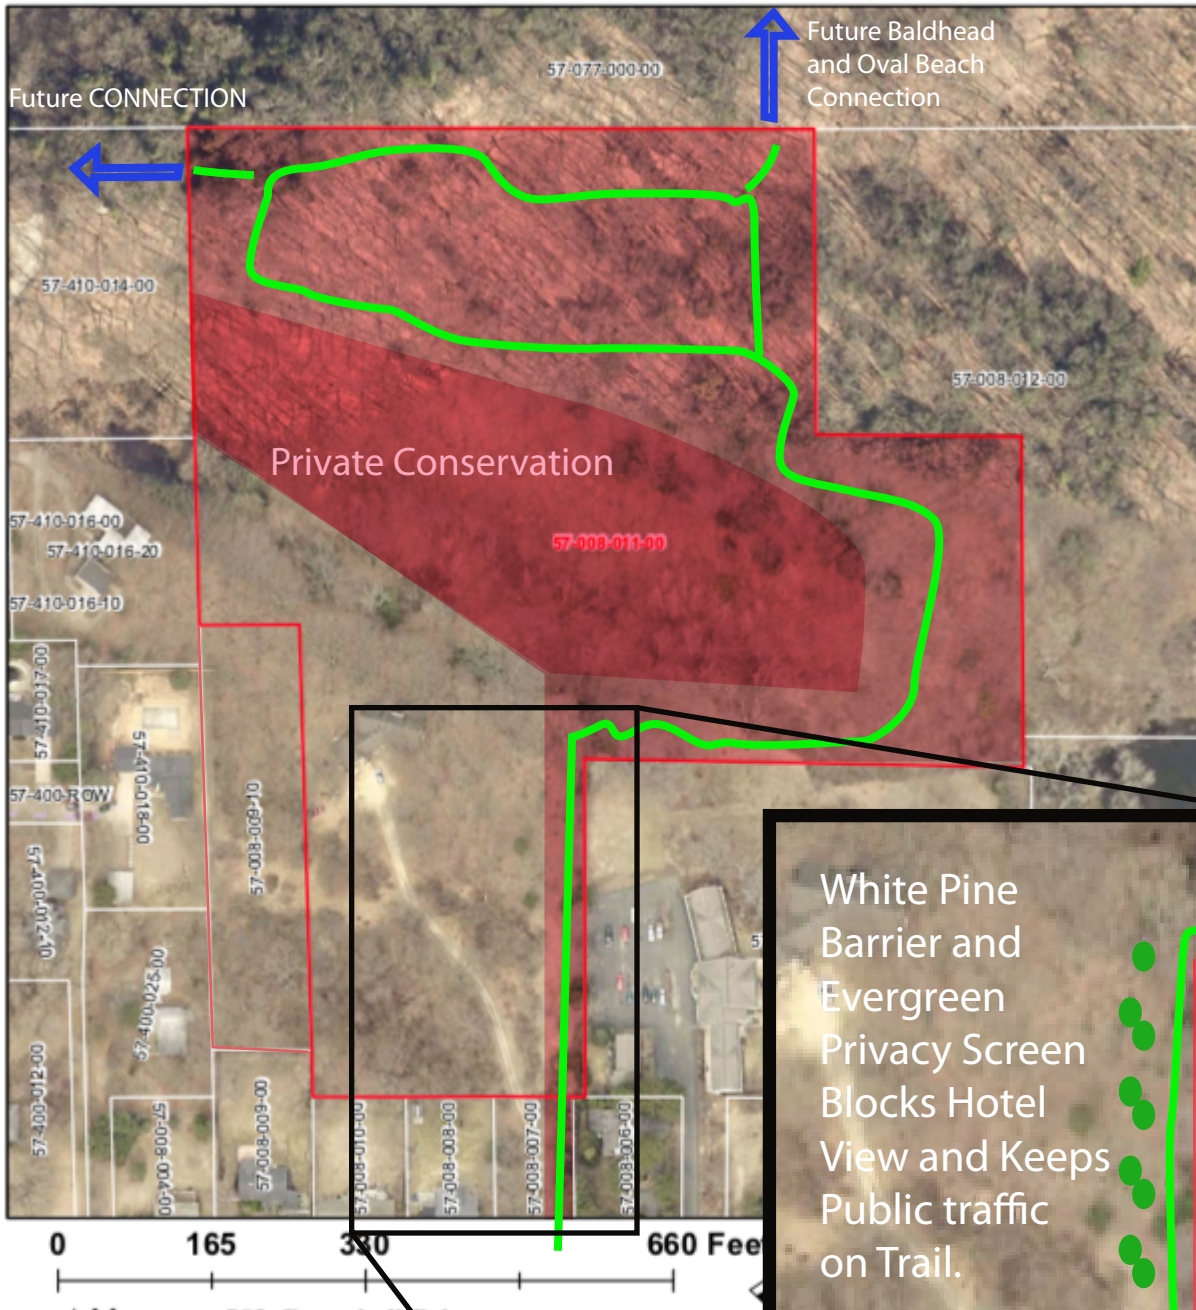 Future Baldhead
and Oval Beach
Connection
57-077-000-00
Future CONNECTION
57-410-014-00
57-008-012-00
Private Conservation
57-410-016-00
57-008-011-00
57-410-016-20
57-410-016-10
57-410-017-00
57-410-018-00
57-400-ROW
57-008-009-10
57-400-012-10
57-400-025-00
57-400-012-00
57-008-004-00
57-008-009-00
57-008-010-00
57-008-008-00
57-008-007-00
57-008-006-00
57
White Pine
Barrier and
Evergreen
Privacy Screen
Blocks Hotel
View and Keeps
Public traffic
on Trail.
0 165 330 660 Feet